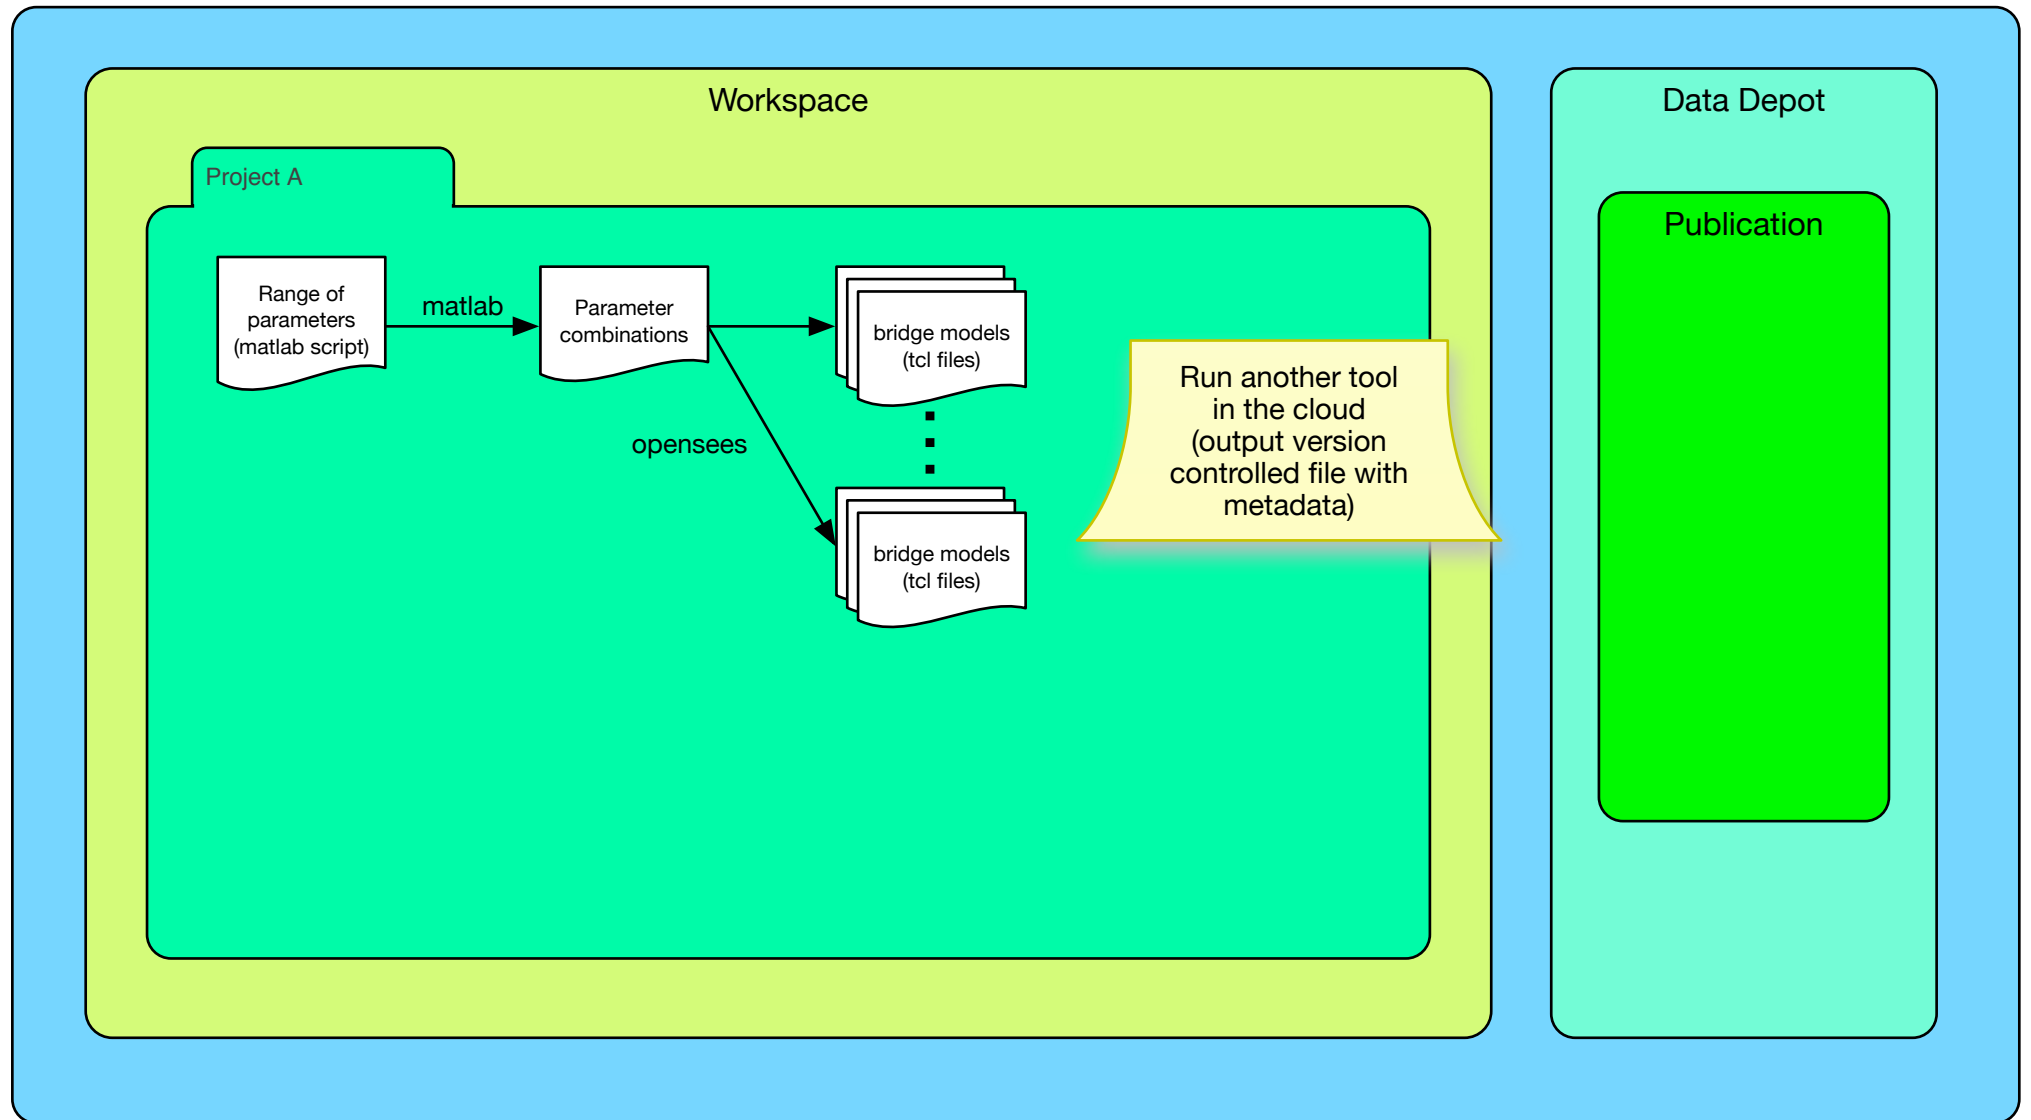 Workspace
Data Depot
Project A
Publication
Range of
parameters
(matlab script)
matlab
Parameter
combinations
bridge models
(tcl files)
opensees
bridge models
(tcl files)
Run another tool
in the cloud
(output version
controlled file with
metadata)